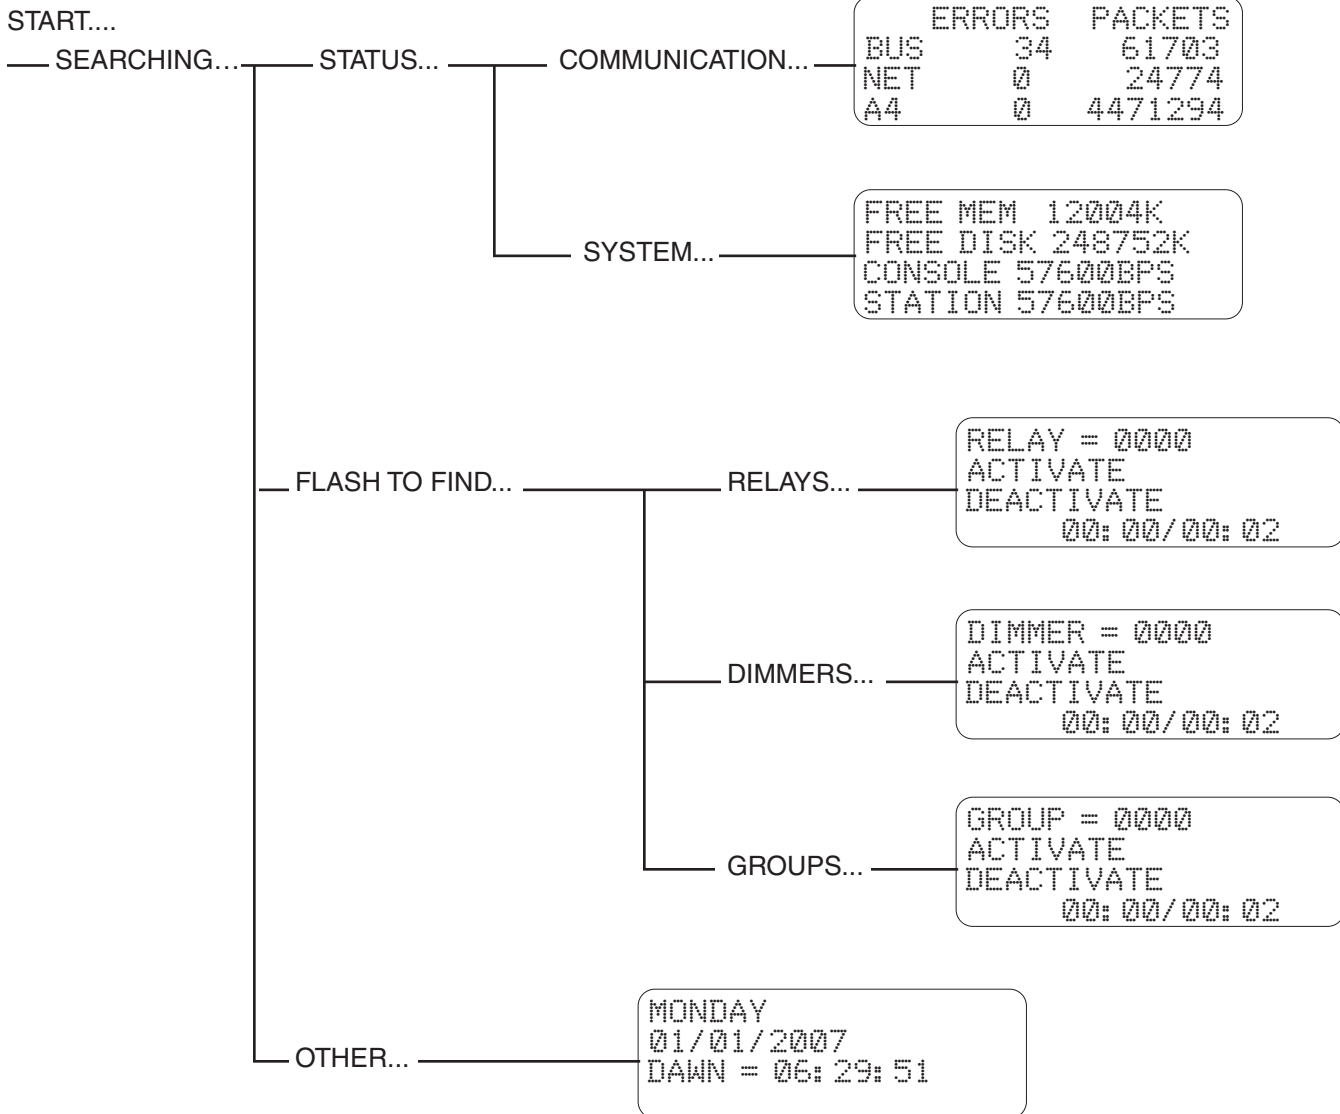 START....
SEARCHING...
STATUS...
COMMUNICATION...
ERRORS PACKETS
BUS 34 61703
NET 0 24774
A4 0 4471294
SYSTEM...
FREE MEM 12004K
FREE DISK 248752K
CONSOLE 57600BPS
STATION 57600BPS
FLASH TO FIND...
RELAYS...
RELAY = 0000
ACTIVATE
DEACTIVATE
00:00/00:02
DIMMERS...
DIMMER = 0000
ACTIVATE
DEACTIVATE
00:00/00:02
GROUPS...
GROUP = 0000
ACTIVATE
DEACTIVATE
00:00/00:02
OTHER...
MONDAY
01/01/2007
DAWN = 06:29:51